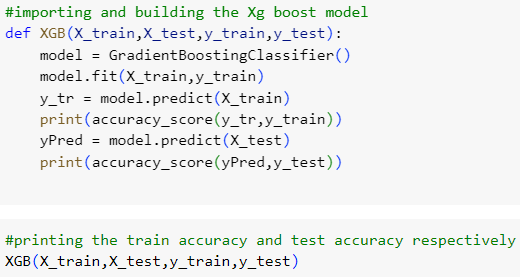 #importing and building the Xg boost model
def XGB(X_train,X_test,y_train,y_test):
    model = GradientBoostingClassifier()
    model.fit(X_train,y_train)
    y_tr = model.predict(X_train)
    print(accuracy_score(y_tr,y_train))
    yPred = model.predict(X_test)
    print(accuracy_score(yPred,y_test))
#printing the train accuracy and test accuracy respectively
XGB(X_train,X_test,y_train,y_test)